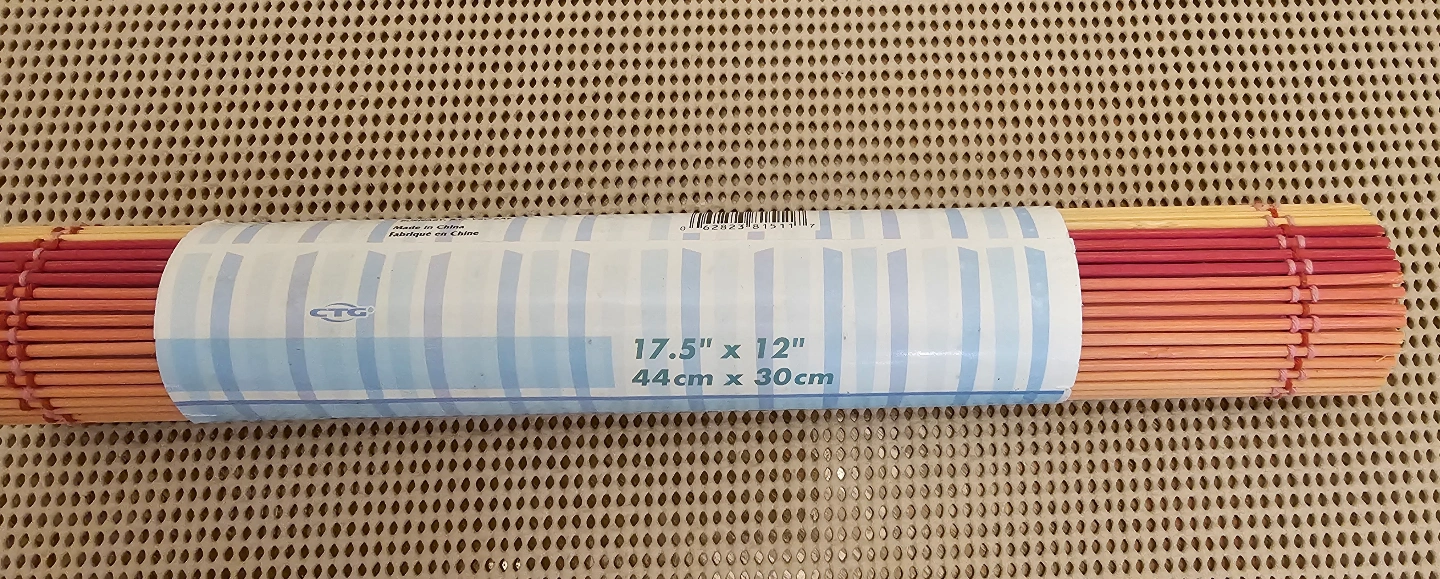 Made in China
Fabriqué en Chine
0 62823 81511 7
CTG
17.5" x 12"
44cm x 30cm